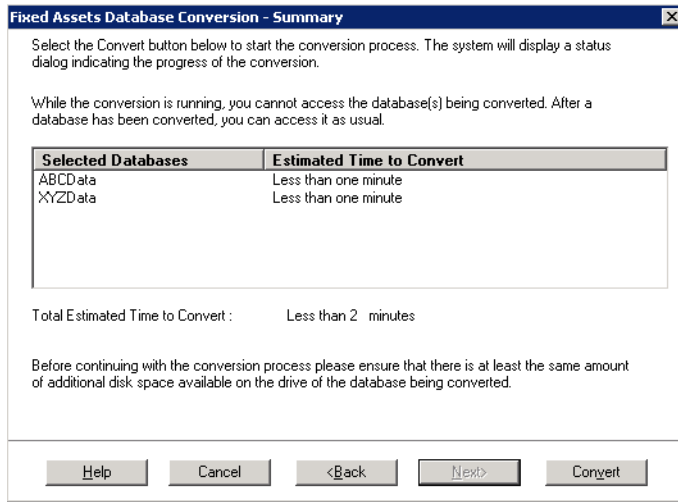 Fixed Assets Database Conversion - Summary
Select the Convert button below to start the conversion process. The system will display a status
dialog indicating the progress of the conversion.
While the conversion is running, you cannot access the database(s) being converted. After a
database has been converted, you can access it as usual.
Selected Databases Estimated Time to Convert
ABCData Less than one minute
XYZData Less than one minute
Total Estimated Time to Convert : Less than 2 minutes
Before continuing with the conversion process please ensure that there is at least the same amount
of additional disk space available on the drive of the database being converted.
Help Cancel <Back Next> Convert